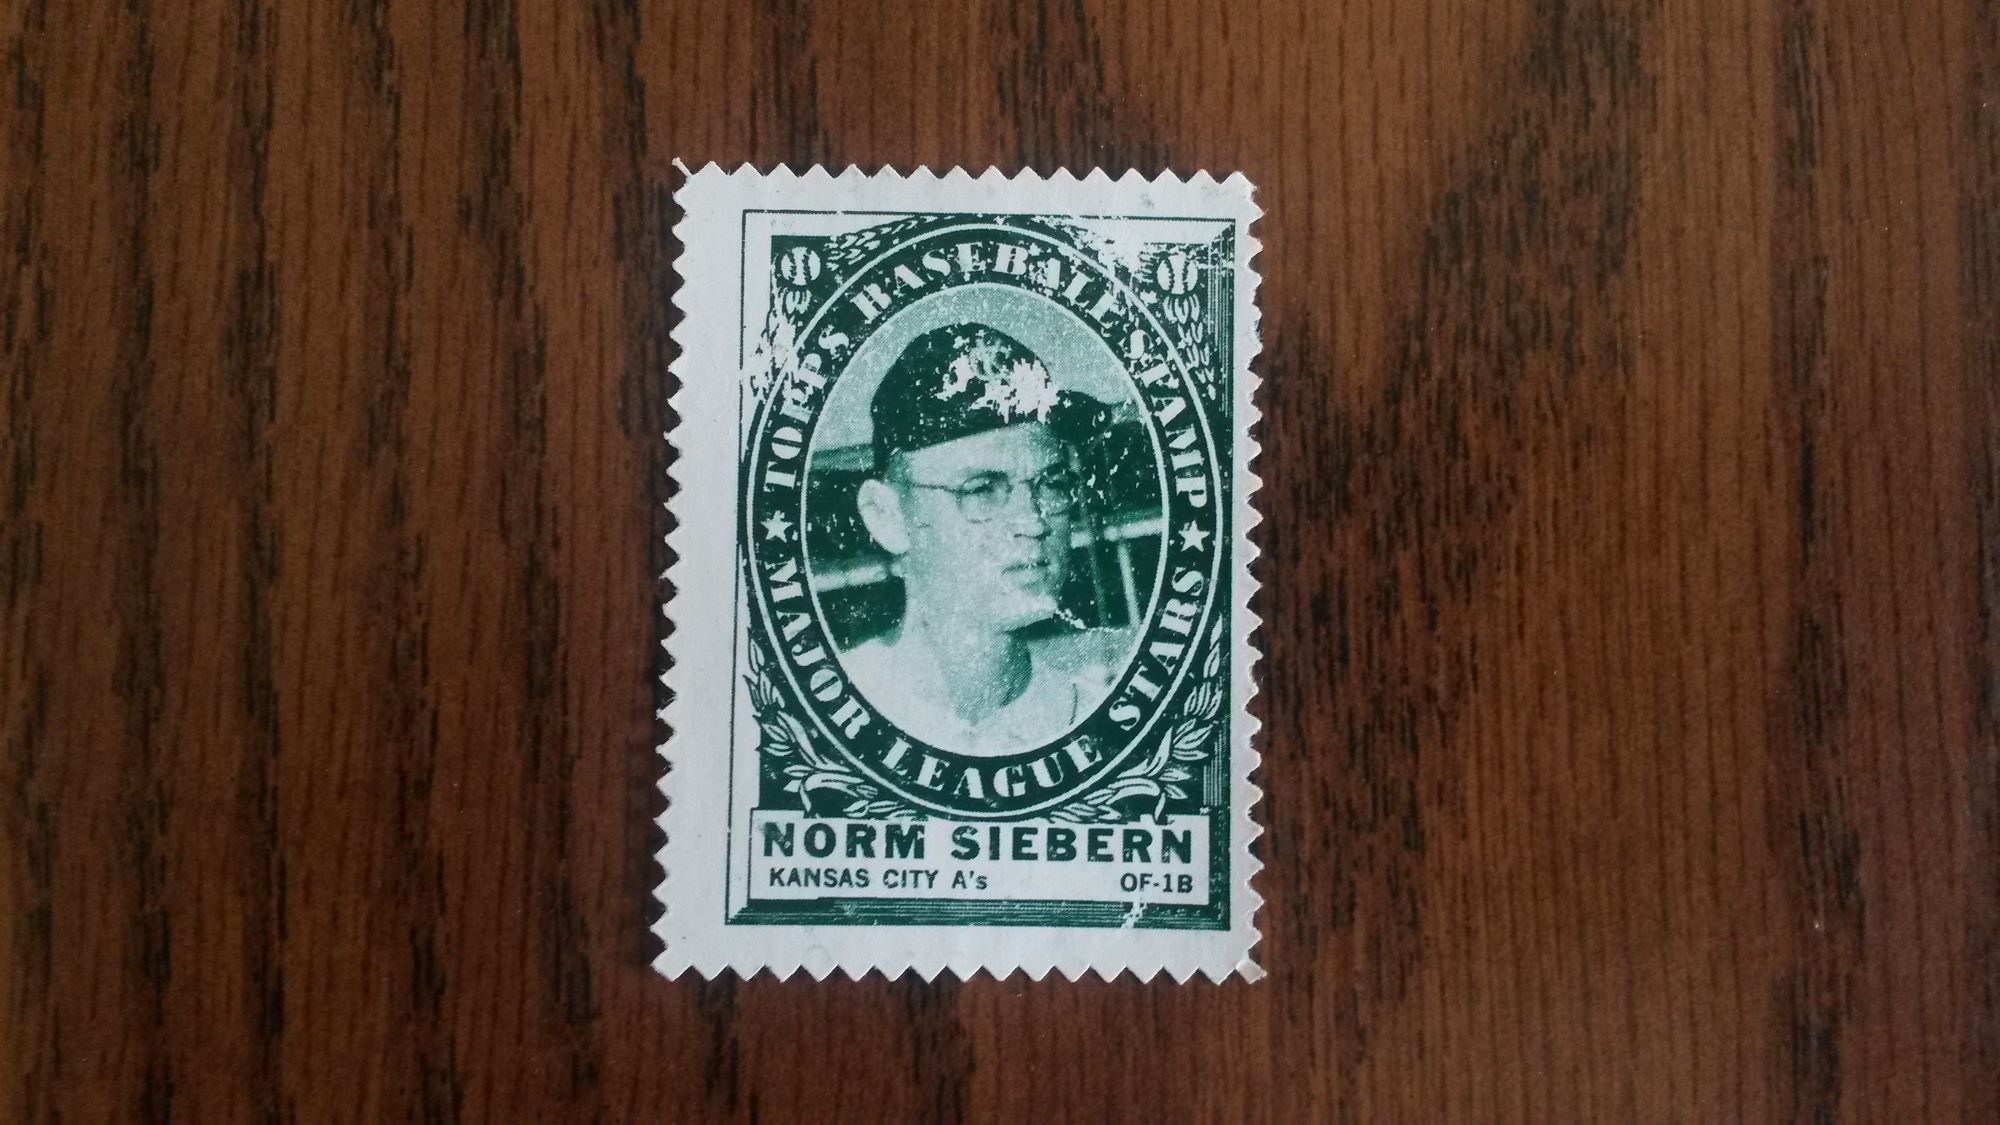 ★ TOPPS BASEBALL STAMP ★
MAJOR LEAGUE STARS
NORM SIEBERN
KANSAS CITY A's OF-1B